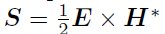 S = ½E × H*